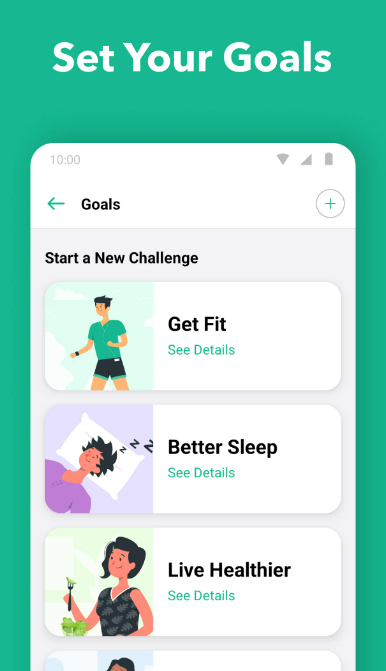 Set Your Goals
10:00
Goals
Start a New Challenge
Get Fit
See Details
Better Sleep
See Details
z z z
Live Healthier
See Details